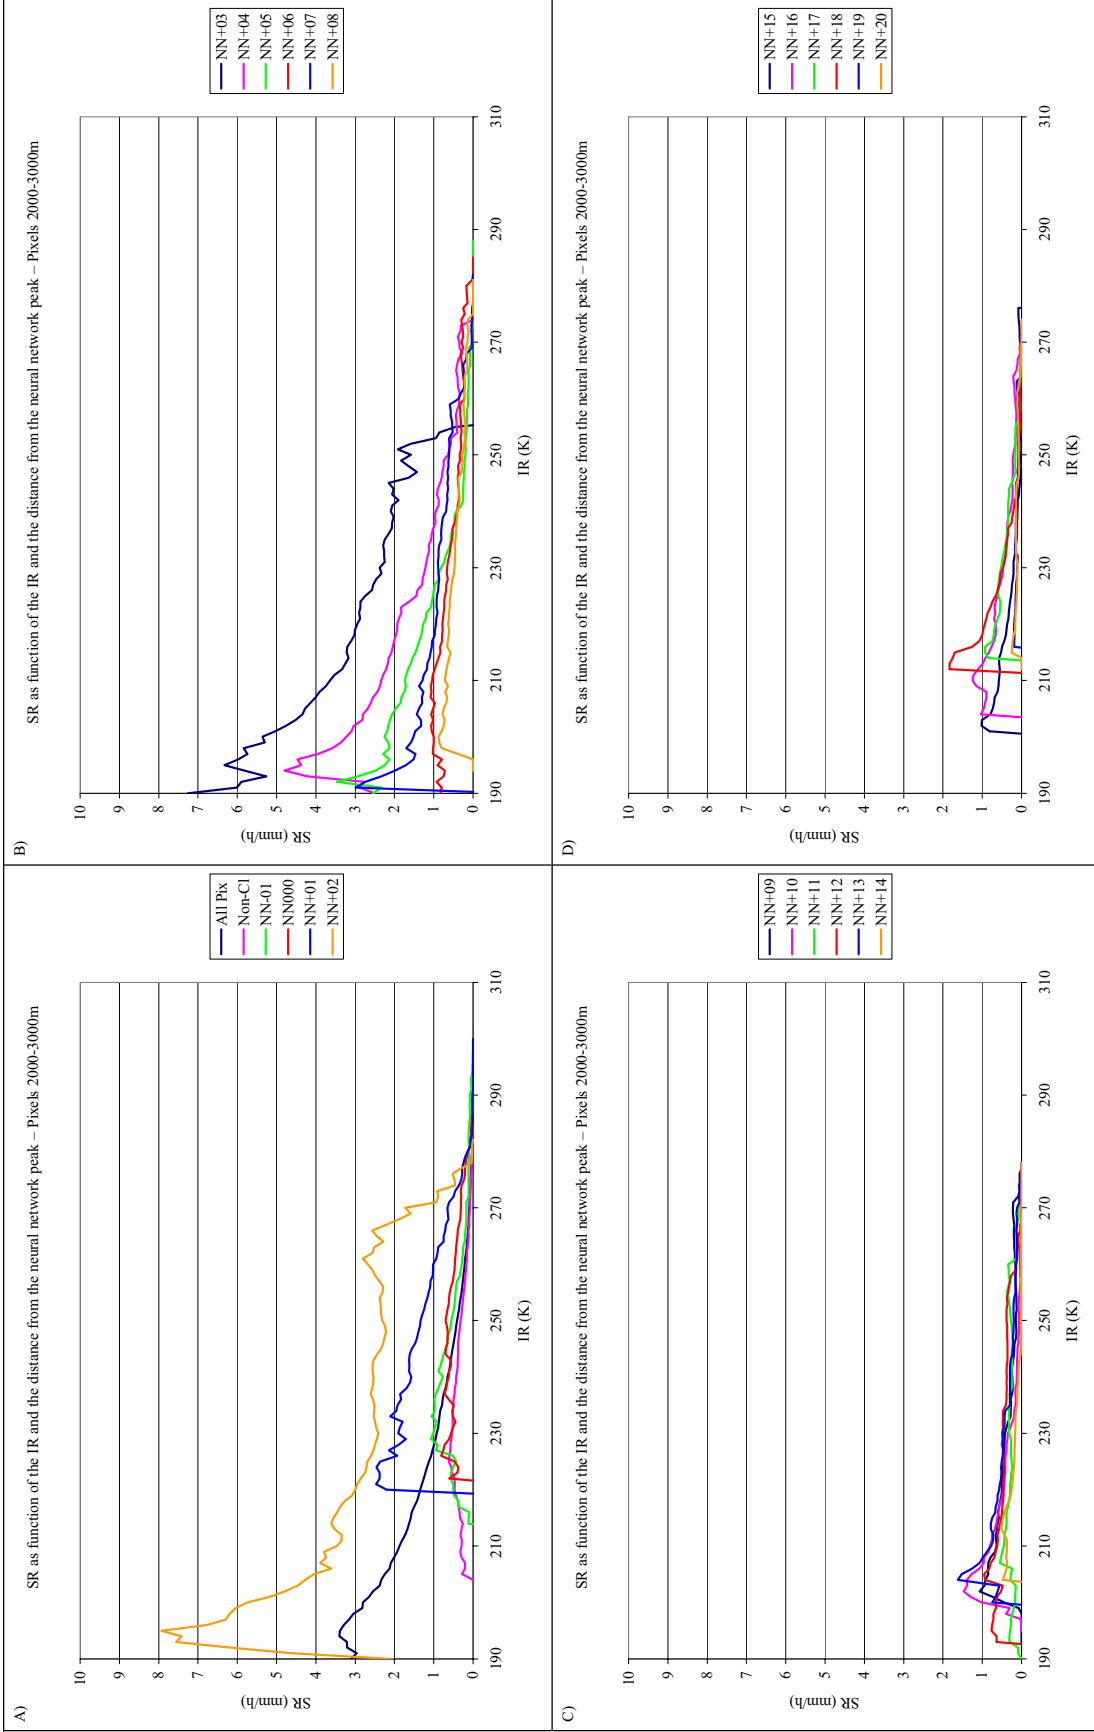 A)
SR as function of the IR and the distance from the neural network peak – Pixels 2000-3000m
10
9
8
7
6
5
4
3
2
1
0
SR (mm/h)
190
210
230
250
270
290
310
IR (K)
All Pix
Non-Cl
NN-01
NN000
NN+01
NN+02
B)
SR as function of the IR and the distance from the neural network peak – Pixels 2000-3000m
10
9
8
7
6
5
4
3
2
1
0
SR (mm/h)
190
210
230
250
270
290
310
IR (K)
NN+03
NN+04
NN+05
NN+06
NN+07
NN+08
C)
SR as function of the IR and the distance from the neural network peak – Pixels 2000-3000m
10
9
8
7
6
5
4
3
2
1
0
SR (mm/h)
190
210
230
250
270
290
310
IR (K)
NN+09
NN+10
NN+11
NN+12
NN+13
NN+14
D)
SR as function of the IR and the distance from the neural network peak – Pixels 2000-3000m
10
9
8
7
6
5
4
3
2
1
0
SR (mm/h)
190
210
230
250
270
290
310
IR (K)
NN+15
NN+16
NN+17
NN+18
NN+19
NN+20